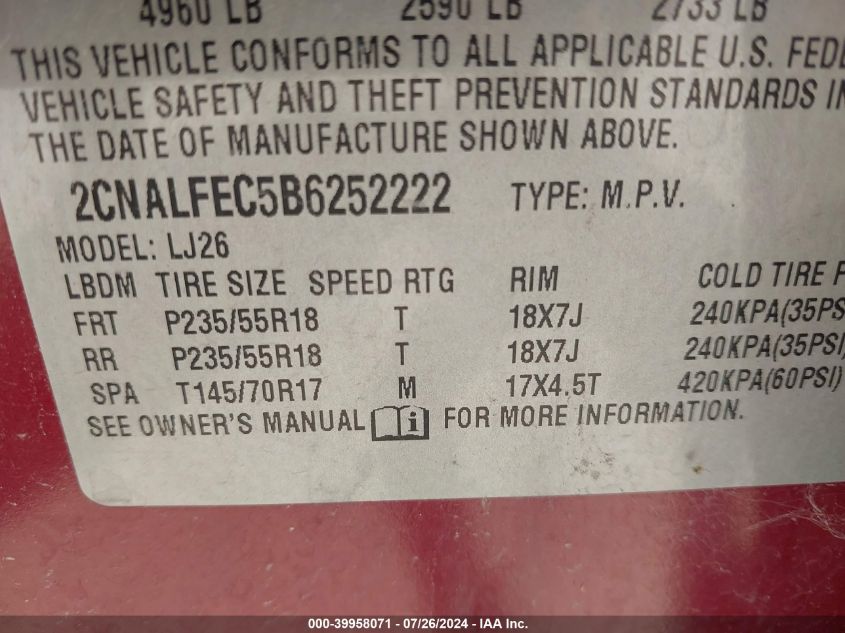 4960 LB 2590 LB 2733 LB
THIS VEHICLE CONFORMS TO ALL APPLICABLE U.S. FEDE
VEHICLE SAFETY AND THEFT PREVENTION STANDARDS IN
THE DATE OF MANUFACTURE SHOWN ABOVE.
2CNALFEC5B6252222 TYPE: M.P.V.
MODEL: LJ26
LBDM TIRE SIZE SPEED RTG RIM COLD TIRE P
FRT P235/55R18 T 18X7J 240KPA(35PS
RR P235/55R18 T 18X7J 240KPA(35PSI)
SPA T145/70R17 M 17X4.5T 420KPA(60PSI)
SEE OWNER'S MANUAL i FOR MORE INFORMATION.
000-39958071 - 07/26/2024 - IAA Inc.